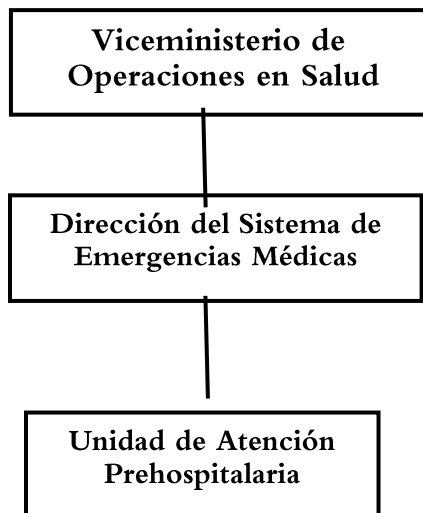 Viceministerio de
Operaciones en Salud
Dirección del Sistema de
Emergencias Médicas
Unidad de Atención
Prehospitalaria